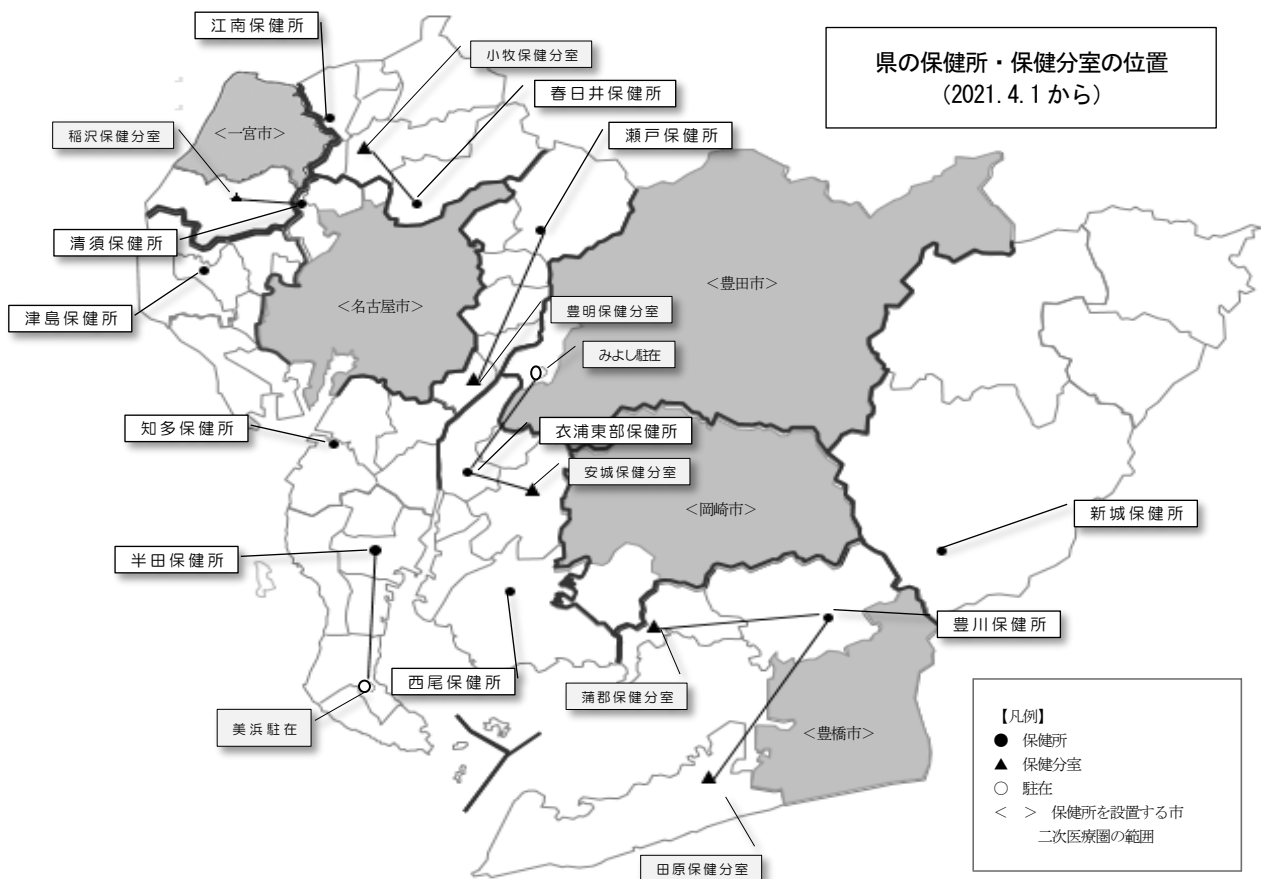 県の保健所・保健分室の位置
(2021.4.1から)
江南保健所
小牧保健分室
春日井保健所
瀬戸保健所
<一宮市>
稲沢保健分室
清須保健所
津島保健所
<名古屋市>
<豊田市>
豊明保健分室
みよし駐在
知多保健所
衣浦東部保健所
安城保健分室
<岡崎市>
新城保健所
半田保健所
豊川保健所
西尾保健所
蒲郡保健分室
美浜駐在
<豊橋市>
田原保健分室
【凡例】
● 保健所
▲ 保健分室
○ 駐在
< > 保健所を設置する市
二次医療圏の範囲